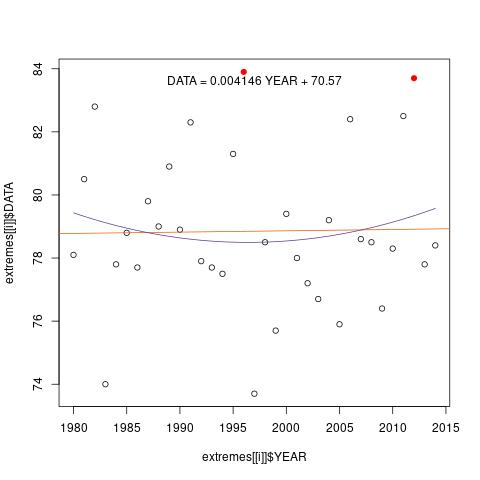 84
DATA = 0.004146 YEAR + 70.57
82
80
78
76
74
extremes[[i]]$DATA
1980 1985 1990 1995 2000 2005 2010 2015
extremes[[i]]$YEAR